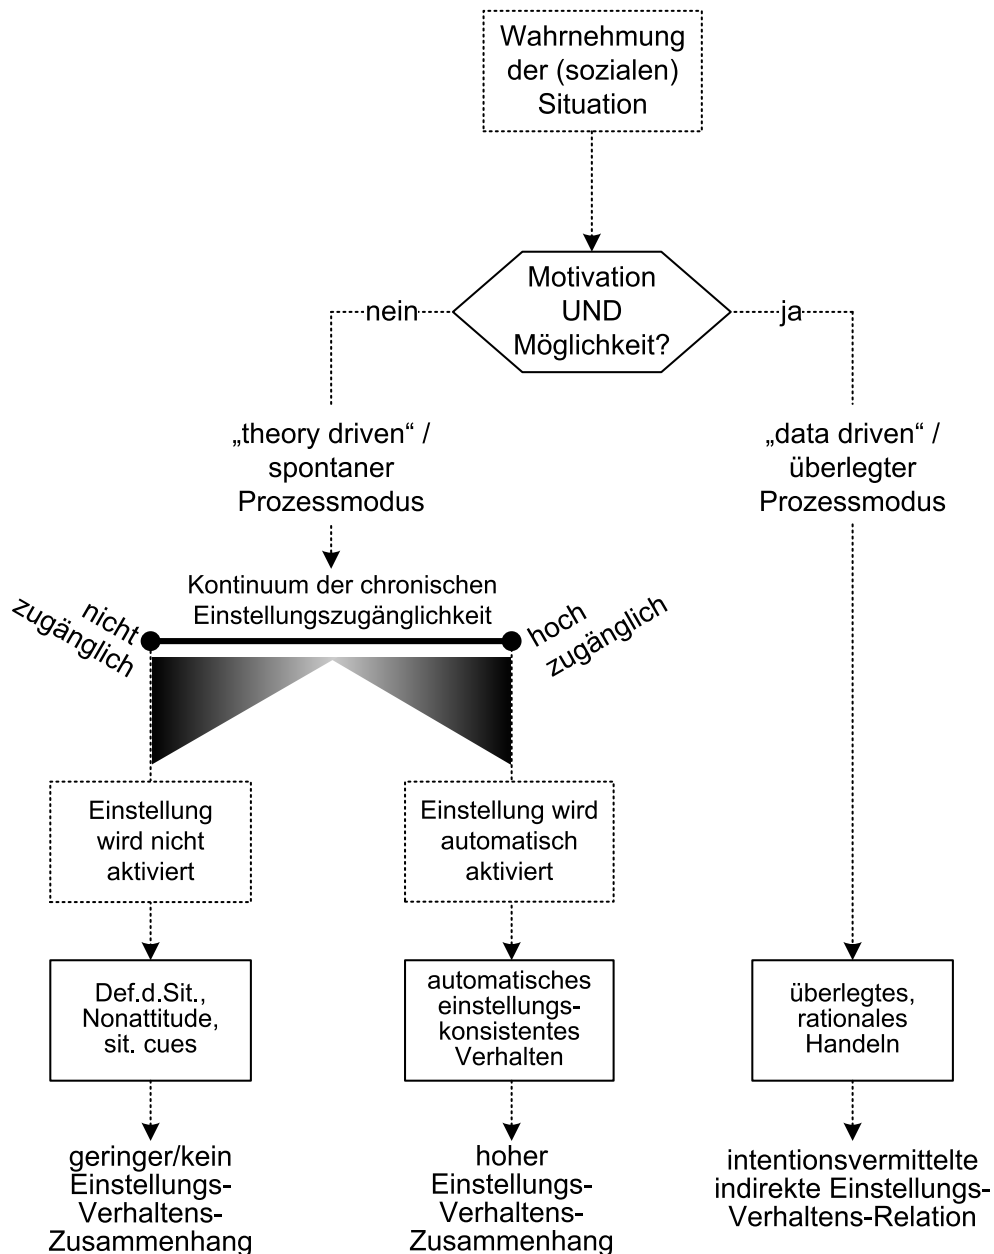 Wahrnehmung
der (sozialen)
Situation
Motivation
UND
Möglichkeit?
nein
ja
„theory driven“ /
spontaner
Prozessmodus
„data driven“ /
überlegter
Prozessmodus
Kontinuum der chronischen
Einstellungszugänglichkeit
nicht
zugänglich
hoch
zugänglich
Einstellung
wird nicht
aktiviert
Einstellung wird
automatisch
aktiviert
Def.d.Sit.,
Nonattitude,
sit. cues
automatisches
einstellungs-
konsistentes
Verhalten
überlegtes,
rationales
Handeln
geringer/kein
Einstellungs-
Verhaltens-
Zusammenhang
hoher
Einstellungs-
Verhaltens-
Zusammenhang
intentionsvermittelte
indirekte Einstellungs-
Verhaltens-Relation